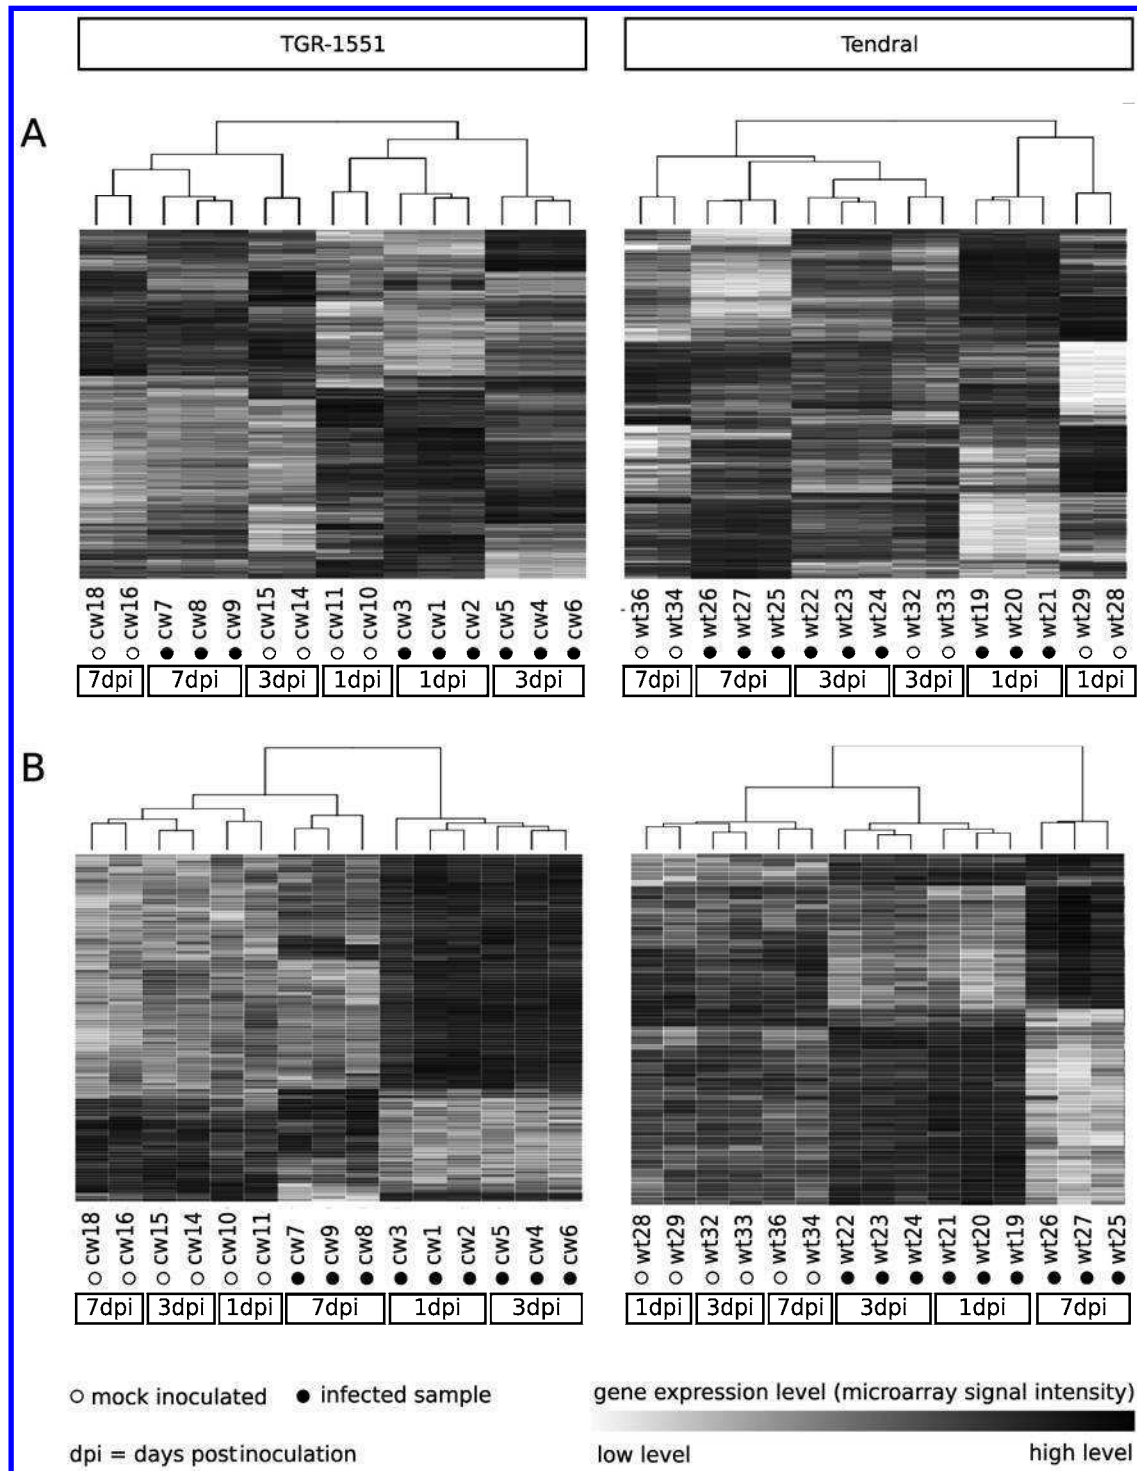 TGR-1551 Tendral
A
cw18 cw16 cw7 cw8 cw9 cw15 cw14 cw11 cw10 cw3 cw1 cw2 cw5 cw4 cw6 wt36 wt34 wt26 wt27 wt25 wt22 wt23 wt24 wt32 wt33 wt19 wt20 wt21 wt29 wt28
7dpi 7dpi 3dpi 1dpi 1dpi 3dpi 7dpi 7dpi 3dpi 3dpi 1dpi 1dpi
B
cw18 cw16 cw15 cw14 cw10 cw11 cw7 cw9 cw8 cw3 cw1 cw2 cw5 cw4 cw6 wt28 wt29 wt32 wt33 wt36 wt34 wt22 wt23 wt24 wt21 wt20 wt19 wt26 wt27 wt25
7dpi 3dpi 1dpi 7dpi 1dpi 3dpi 1dpi 3dpi 7dpi 3dpi 1dpi 7dpi
mock inoculated infected sample gene expression level (microarray signal intensity)
dpi = days postinoculation low level high level